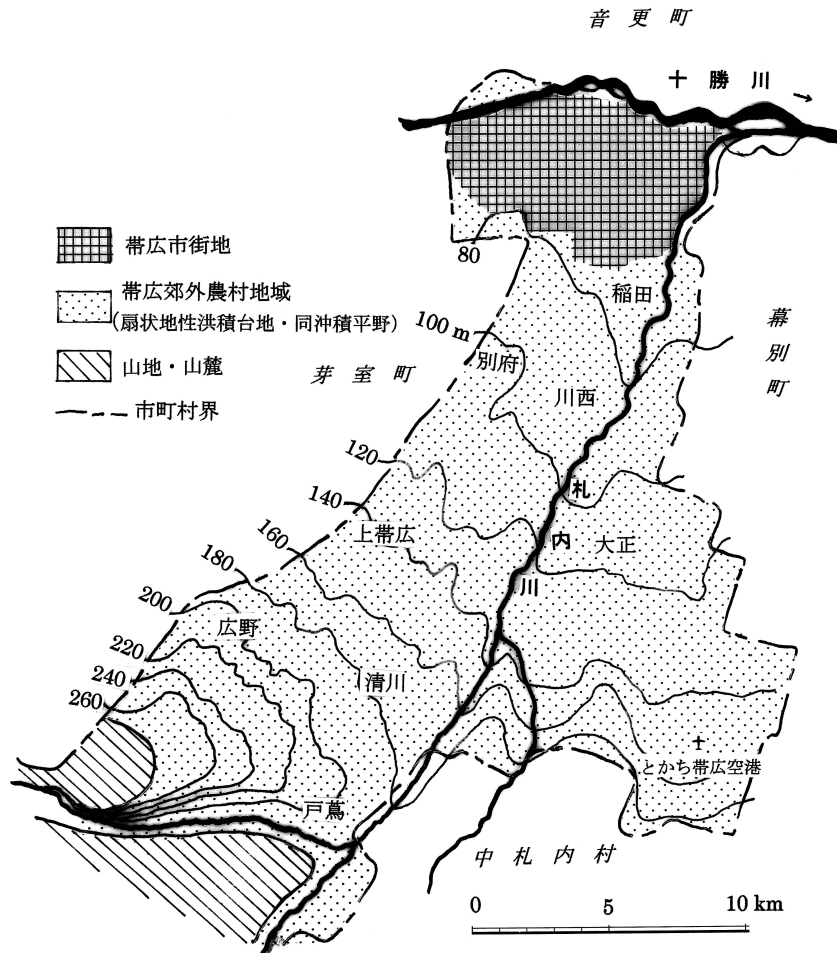 音更町
十勝川
帯広市街地
帯広郊外農村地域
(扇状地性洪積台地・同沖積平野)
山地・山麓
市町村界
80
稲田
100 m
別府
芽室町
幕別町
川西
120
140
札内川
上帯広
大正
160
180
200
広野
220
240
260
清川
とかち帯広空港
戸蔦
中札内村
0 5 10 km